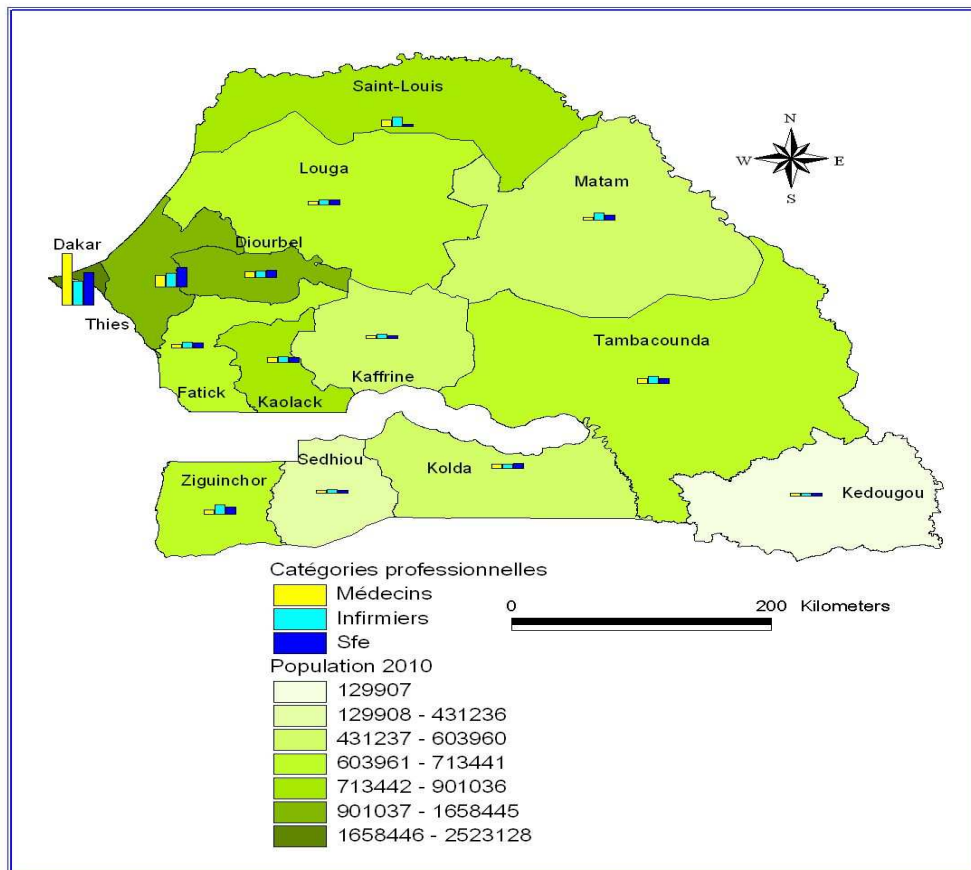 Saint-Louis
N
W
E
S
Louga
Matam
Dakar
Diourbel
Thies
Tambacounda
Kaffrine
Fatick
Kaolack
Sedhiou
Kolda
Ziguinchor
Kedougou
Catégories professionnelles
Médecins
Infirmiers
Sfe
0 200 Kilometers
Population 2010
129907
129908 - 431236
431237 - 603960
603961 - 713441
713442 - 901036
901037 - 1658445
1658446 - 2523128